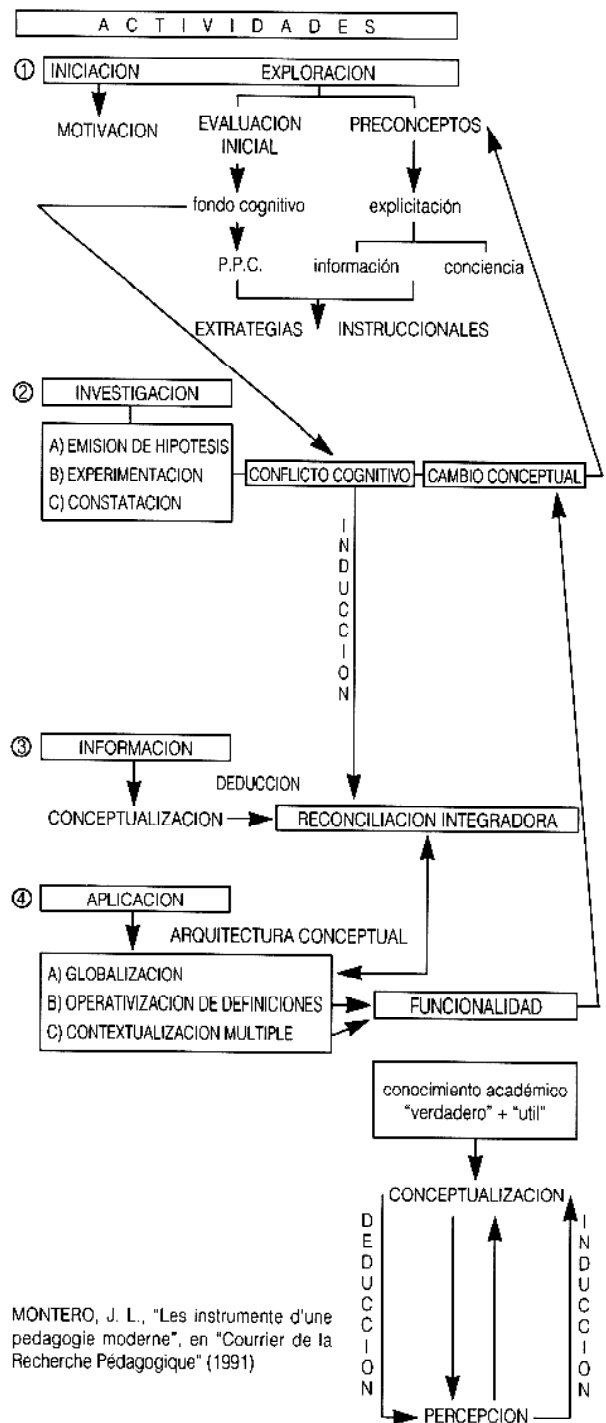 A C T I V I D A D E S
① INICIACION EXPLORACION
MOTIVACION
EVALUACION
INICIAL
PRECONCEPTOS
fondo cognitivo
explicitación
P.P.C.
información
conciencia
EXTRATEGIAS INSTRUCCIONALES
② INVESTIGACION
A) EMISION DE HIPOTESIS
B) EXPERIMENTACION
C) CONSTATACION
CONFLICTO COGNITIVO
CAMBIO CONCEPTUAL
INDUCCION
③ INFORMACION
DEDUCCION
CONCEPTUALIZACION
RECONCILIACION INTEGRADORA
④ APLICACION
ARQUITECTURA CONCEPTUAL
A) GLOBALIZACION
B) OPERATIVIZACION DE DEFINICIONES
C) CONTEXTUALIZACION MULTIPLE
FUNCIONALIDAD
conocimiento académico
"verdadero" + "util"
CONCEPTUALIZACION
DEDUCCION
INDUCCION
PERCEPCION
MONTERO, J. L., "Les instrumente d'une
pedagogie moderne", en "Courrier de la
Recherche Pédagogique" (1991)